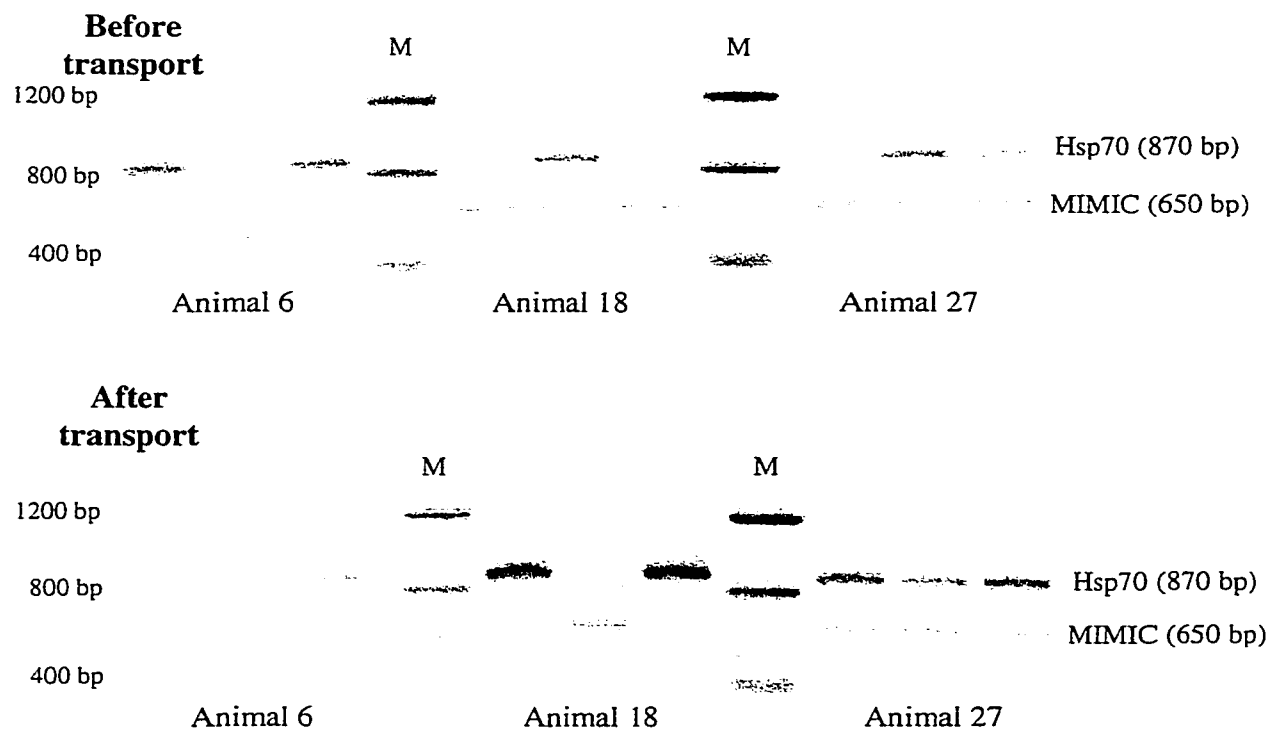 Before
transport
M
M
1200 bp
Hsp70 (870 bp)
800 bp
MIMIC (650 bp)
400 bp
Animal 6
Animal 18
Animal 27
After
transport
M
M
1200 bp
800 bp
Hsp70 (870 bp)
MIMIC (650 bp)
400 bp
Animal 6
Animal 18
Animal 27